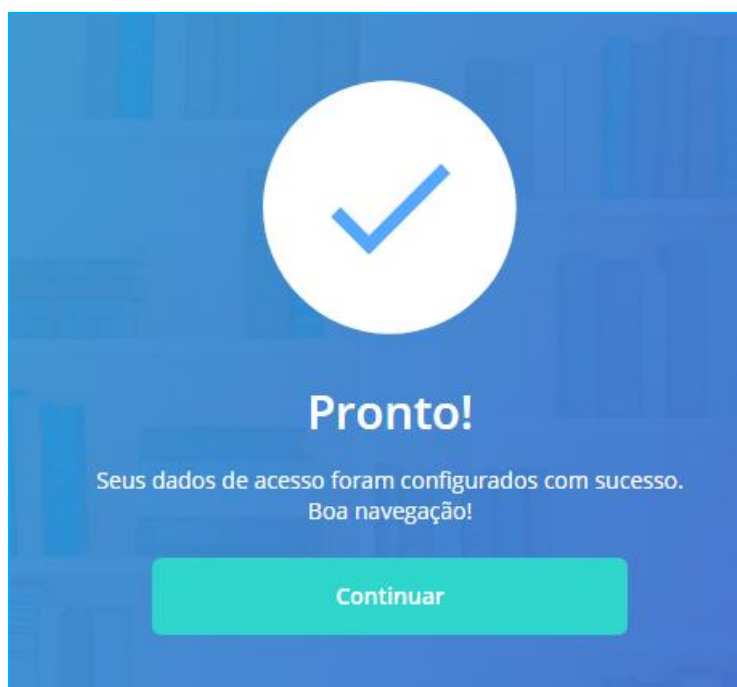 Pronto!
Seus dados de acesso foram configurados com sucesso.
Boa navegação!
Continuar